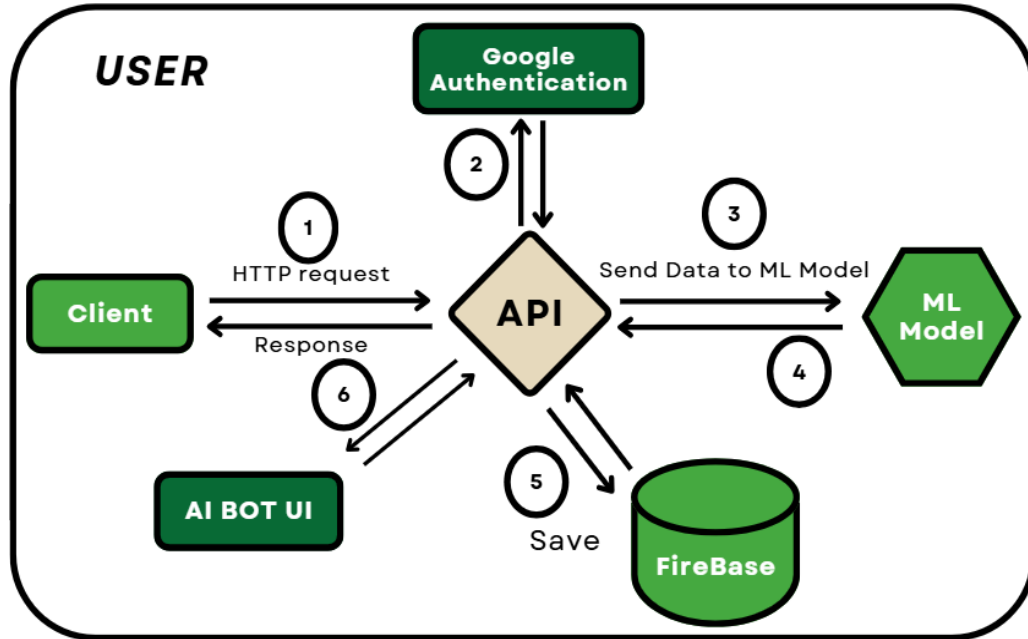 USER
Google
Authentication
2
1
3
HTTP request
Send Data to ML Model
Client
API
ML
Model
Response
4
6
5
AI BOT UI
Save
FireBase